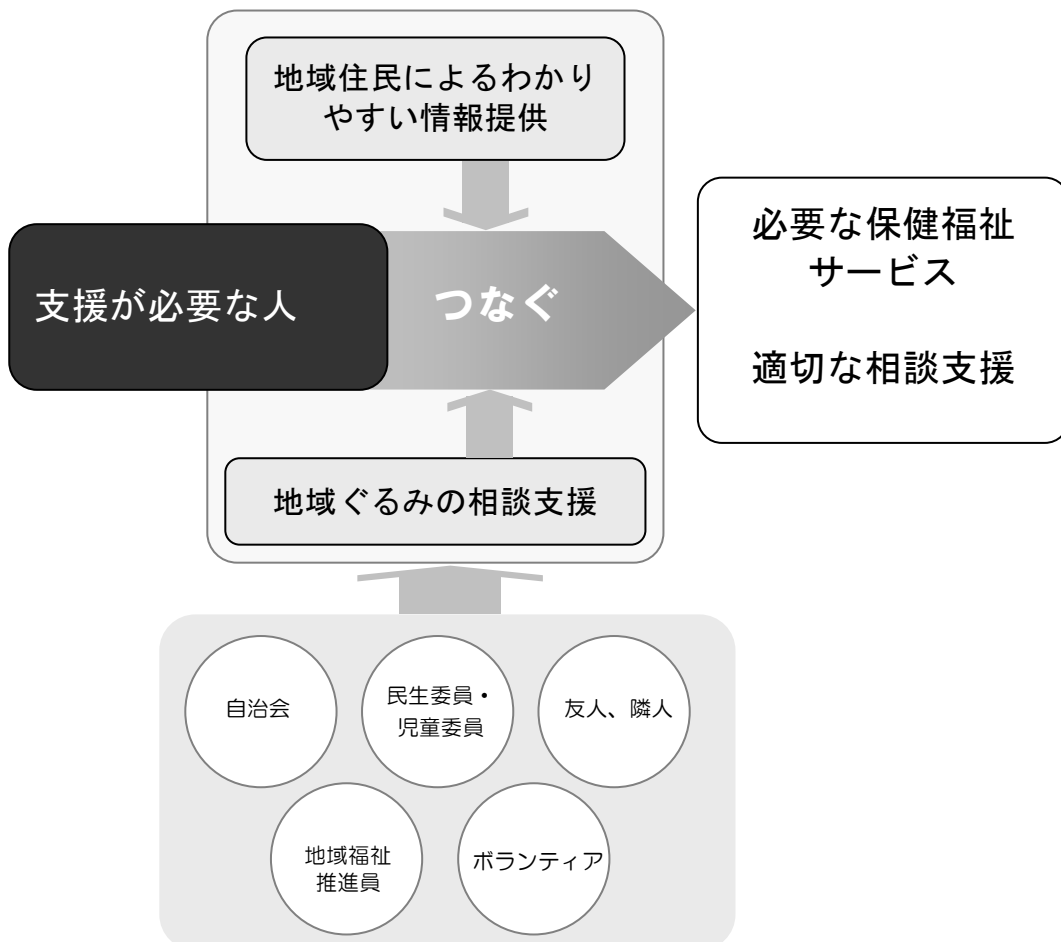 地域住民によるわかり
やすい情報提供
支援が必要な人
つなぐ
必要な保健福祉
サービス
適切な相談支援
地域ぐるみの相談支援
自治会
民生委員・
児童委員
友人、隣人
地域福祉
推進員
ボランティア